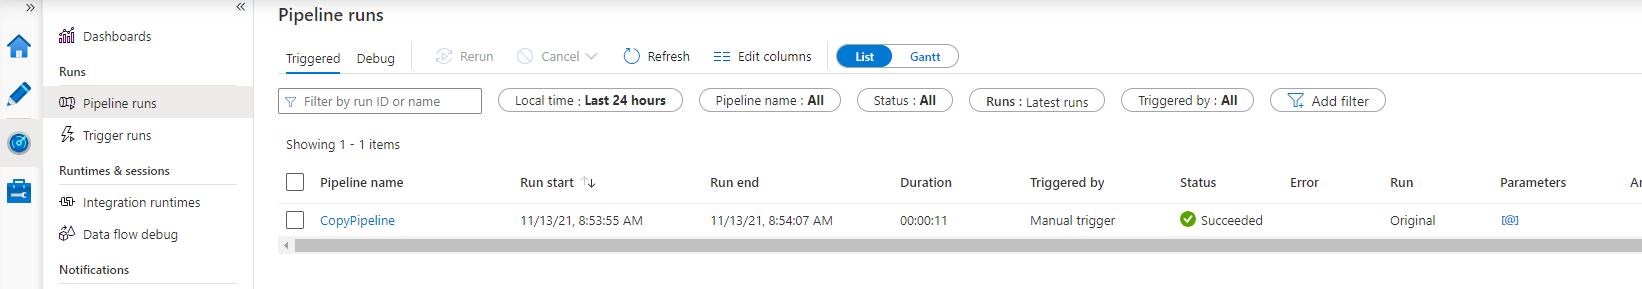 » «
Dashboards
Runs
Pipeline runs
Trigger runs
Runtimes & sessions
Integration runtimes
Data flow debug
Notifications
Pipeline runs
Triggered Debug Rerun Cancel Refresh Edit columns List Gantt
Filter by run ID or name Local time : Last 24 hours Pipeline name : All Status : All Runs : Latest runs Triggered by : All Add filter
Showing 1 - 1 items
Pipeline name Run start ↑↓ Run end Duration Triggered by Status Error Run Parameters
CopyPipeline 11/13/21, 8:53:55 AM 11/13/21, 8:54:07 AM 00:00:11 Manual trigger Succeeded Original [@]